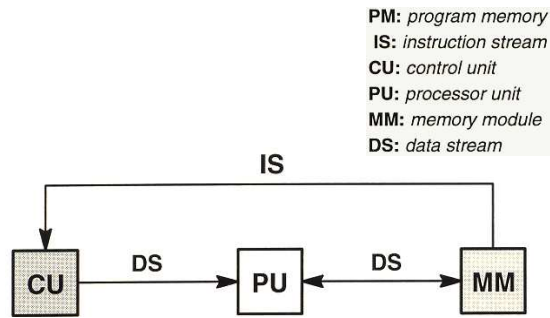 PM: program memory
IS: instruction stream
CU: control unit
PU: processor unit
MM: memory module
DS: data stream
IS
CU DS PU DS MM